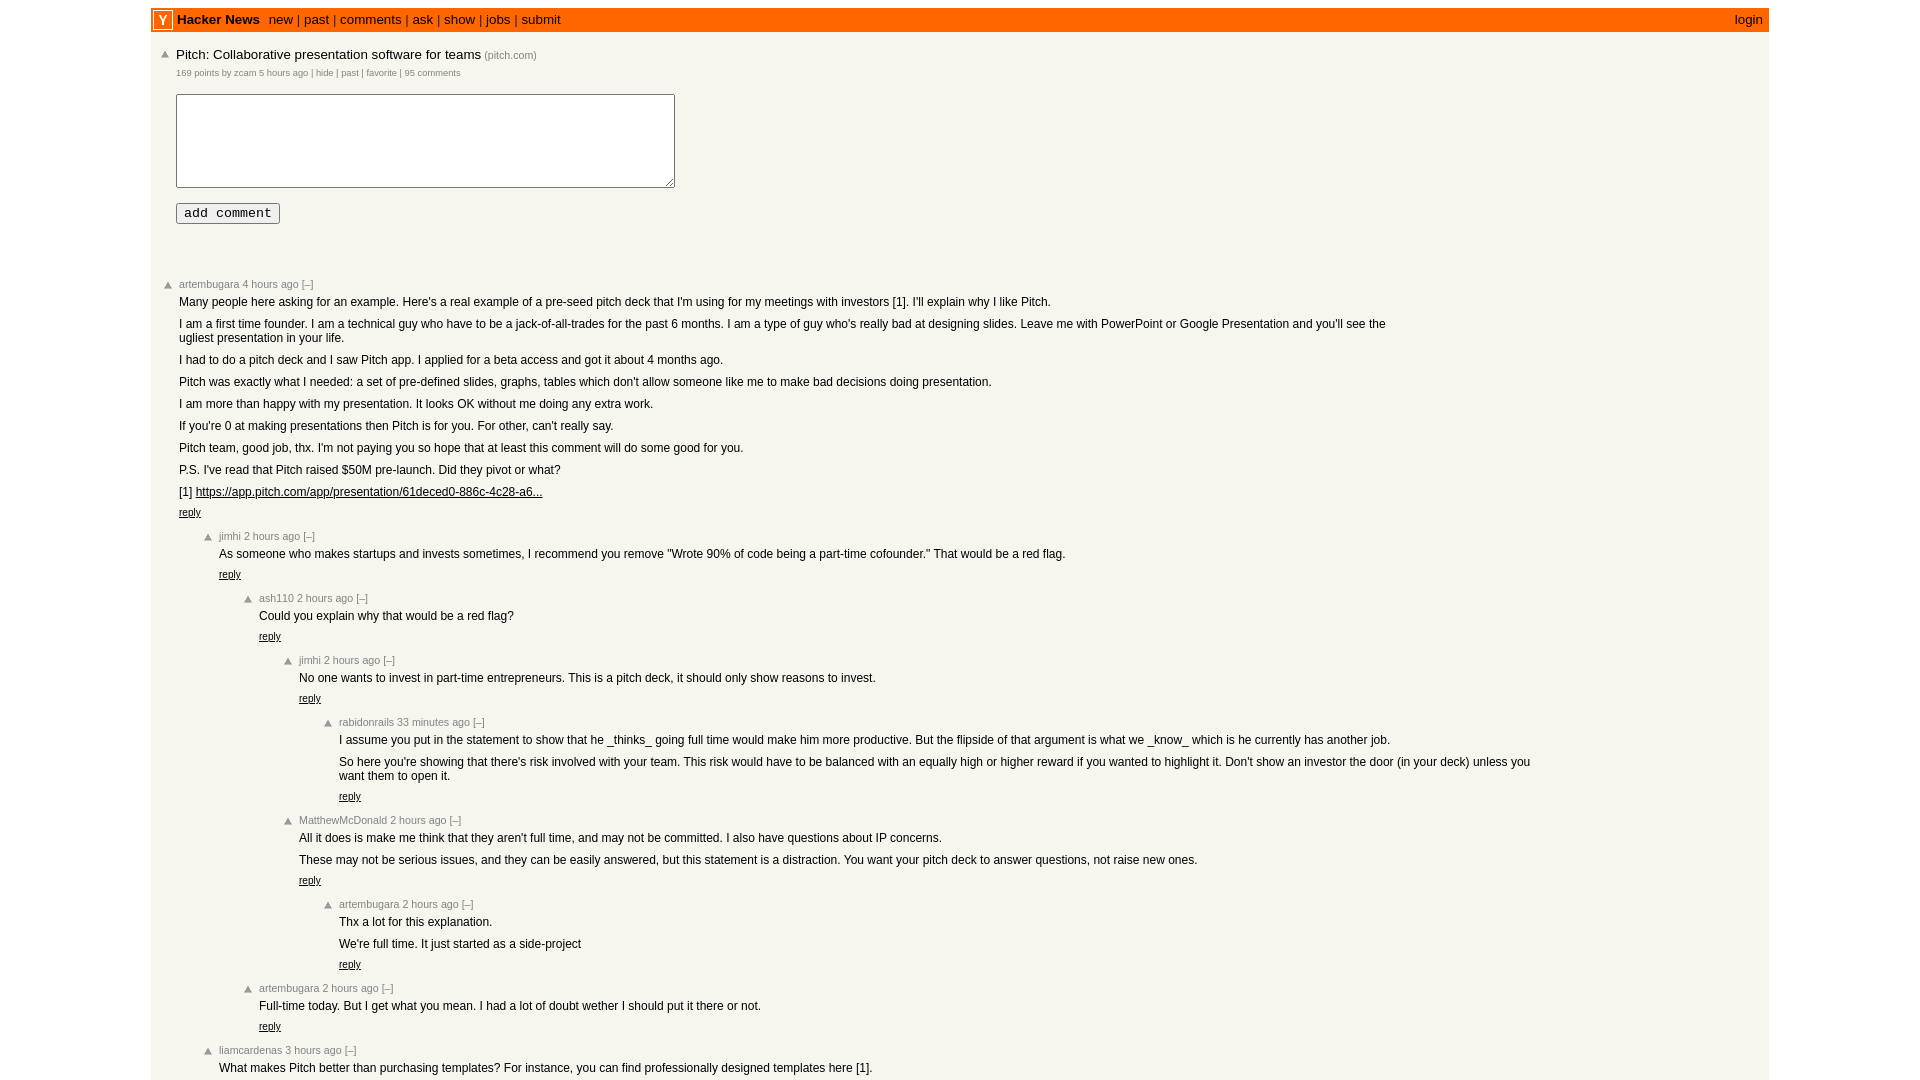 Y Hacker News new | past | comments | ask | show | jobs | submit login
Pitch: Collaborative presentation software for teams (pitch.com)
169 points by zcam 5 hours ago | hide | past | favorite | 95 comments
add comment
artembugara 4 hours ago [–]
Many people here asking for an example. Here's a real example of a pre-seed pitch deck that I'm using for my meetings with investors [1]. I'll explain why I like Pitch.
I am a first time founder. I am a technical guy who have to be a jack-of-all-trades for the past 6 months. I am a type of guy who's really bad at designing slides. Leave me with PowerPoint or Google Presentation and you'll see the
ugliest presentation in your life.
I had to do a pitch deck and I saw Pitch app. I applied for a beta access and got it about 4 months ago.
Pitch was exactly what I needed: a set of pre-defined slides, graphs, tables which don't allow someone like me to make bad decisions doing presentation.
I am more than happy with my presentation. It looks OK without me doing any extra work.
If you're 0 at making presentations then Pitch is for you. For other, can't really say.
Pitch team, good job, thx. I'm not paying you so hope that at least this comment will do some good for you.
P.S. I've read that Pitch raised $50M pre-launch. Did they pivot or what?
[1] https://app.pitch.com/app/presentation/61deced0-886c-4c28-a6...
reply
jimhi 2 hours ago [–]
As someone who makes startups and invests sometimes, I recommend you remove "Wrote 90% of code being a part-time cofounder." That would be a red flag.
reply
ash110 2 hours ago [–]
Could you explain why that would be a red flag?
reply
jimhi 2 hours ago [–]
No one wants to invest in part-time entrepreneurs. This is a pitch deck, it should only show reasons to invest.
reply
rabidonrails 33 minutes ago [–]
I assume you put in the statement to show that he _thinks_ going full time would make him more productive. But the flipside of that argument is what we _know_ which is he currently has another job.
So here you're showing that there's risk involved with your team. This risk would have to be balanced with an equally high or higher reward if you wanted to highlight it. Don't show an investor the door (in your deck) unless you
want them to open it.
reply
MatthewMcDonald 2 hours ago [–]
All it does is make me think that they aren't full time, and may not be committed. I also have questions about IP concerns.
These may not be serious issues, and they can be easily answered, but this statement is a distraction. You want your pitch deck to answer questions, not raise new ones.
reply
artembugara 2 hours ago [–]
Thx a lot for this explanation.
We're full time. It just started as a side-project
reply
artembugara 2 hours ago [–]
Full-time today. But I get what you mean. I had a lot of doubt wether I should put it there or not.
reply
liamcardenas 3 hours ago [–]
What makes Pitch better than purchasing templates? For instance, you can find professionally designed templates here [1].